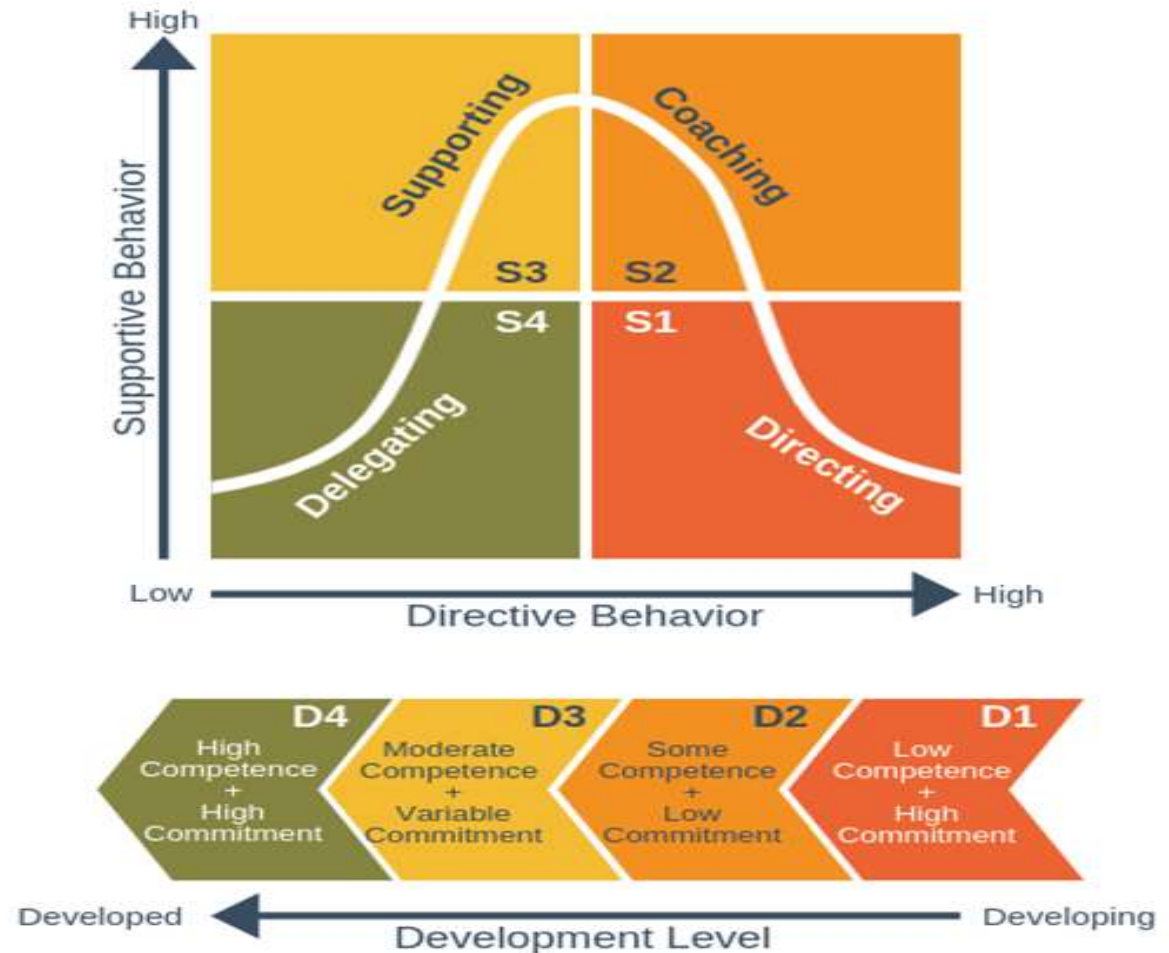 High
Supportive Behavior
Supporting
Coaching
S3
S2
S4
S1
Delegating
Directing
Low
High
Directive Behavior
D4
High
Competence
+
High
Commitment
D3
Moderate
Competence
+
Variable
Commitment
D2
Some
Competence
+
Low
Commitment
D1
Low
Competence
+
High
Commitment
Developed
Developing
Development Level